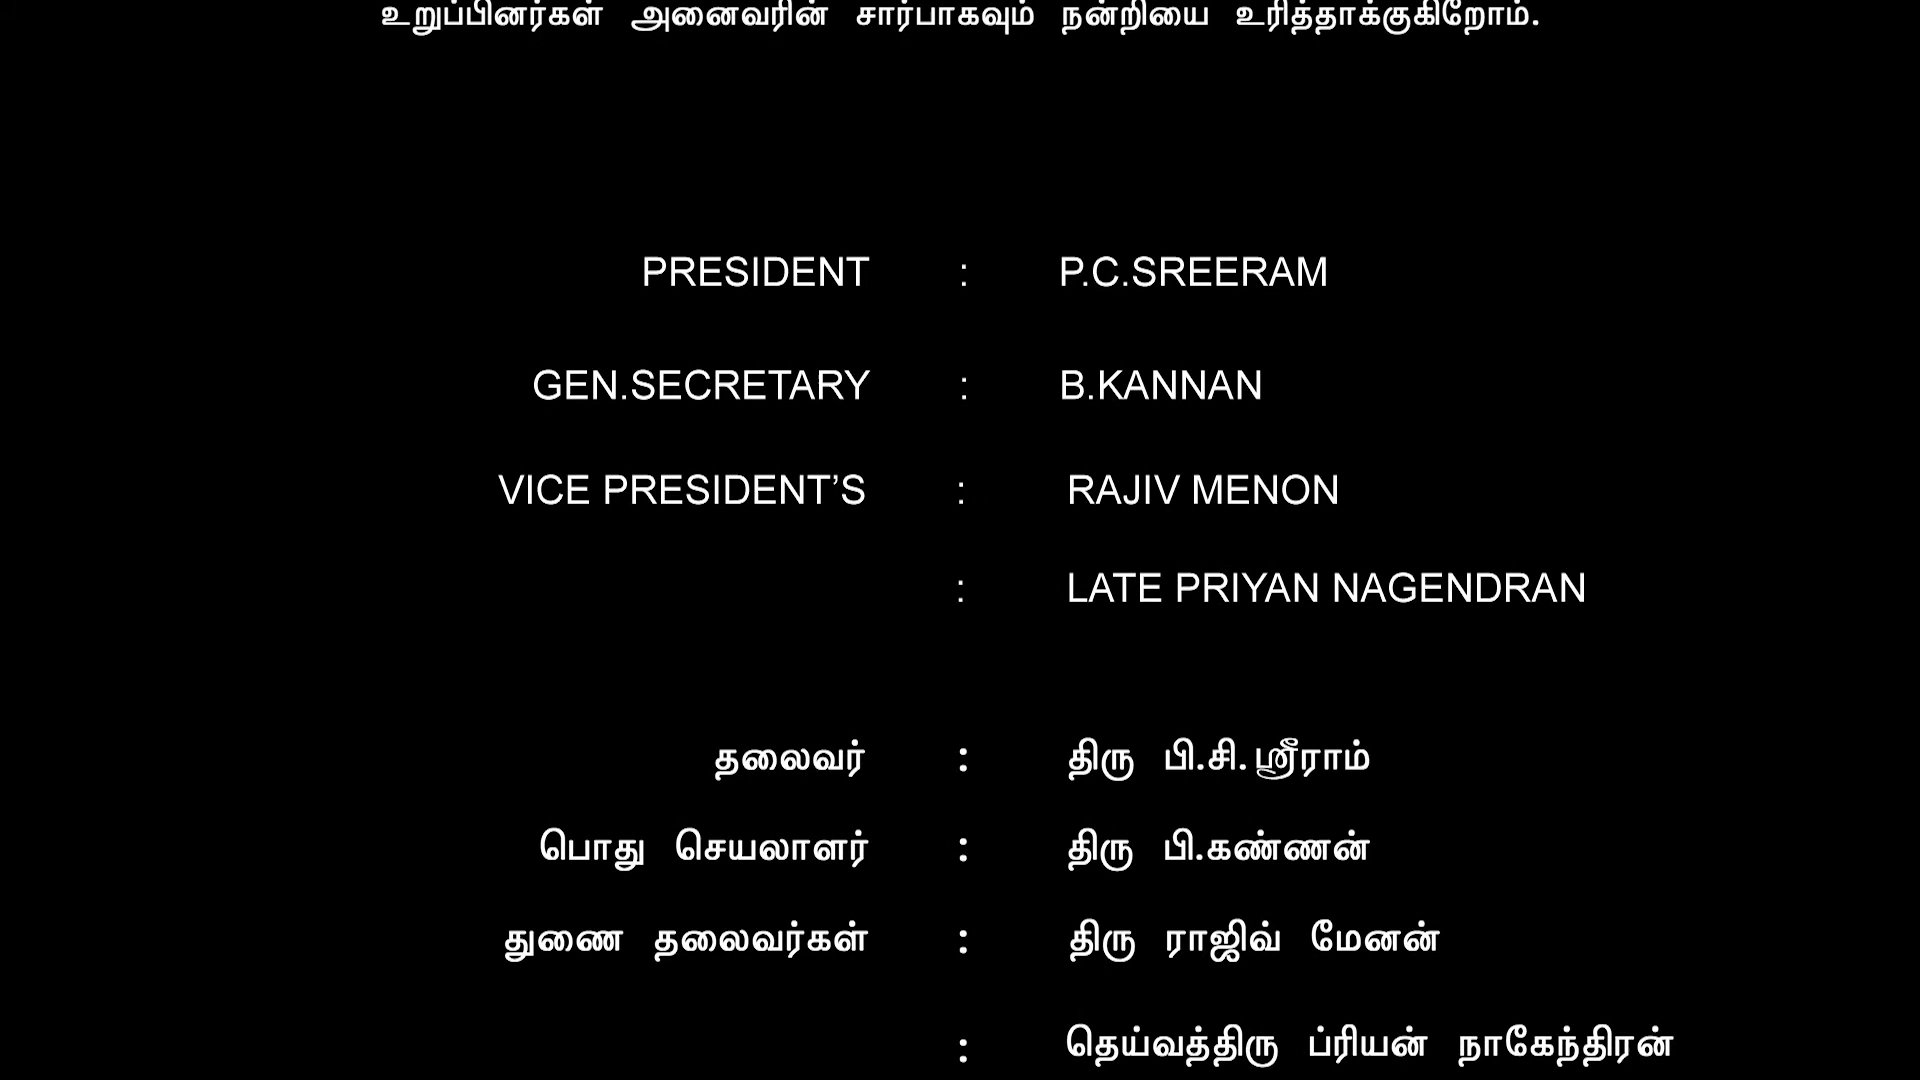 உறுப்பினர்கள் அனைவரின் சார்பாகவும் நன்றியை உரித்தாக்குகிறோம்.
PRESIDENT : P.C.SREERAM
GEN.SECRETARY : B.KANNAN
VICE PRESIDENT’S : RAJIV MENON
: LATE PRIYAN NAGENDRAN
தலைவர் : திரு பி.சி.ஸ்ரீராம்
பொது செயலாளர் : திரு பி.கண்ணன்
துணை தலைவர்கள் : திரு ராஜிவ் மேனன்
: தெய்வத்திரு ப்ரியன் நாகேந்திரன்